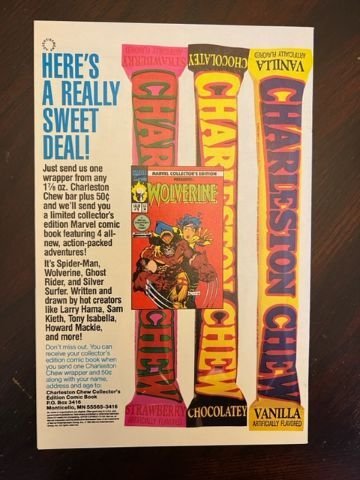 HERE'S
A REALLY
SWEET
DEAL!
Just send us one
wrapper from any
1⅞ oz. Charleston
Chew bar plus 50¢
and we'll send you
a limited collector's
edition Marvel comic
book featuring 4 all-
new, action-packed
adventures!
It's Spider-Man,
Wolverine, Ghost
Rider, and Silver
Surfer. Written and
drawn by hot creators
like Larry Hama, Sam
Kieth, Tony Isabella,
Howard Mackie,
and more!
Don't miss out. You can
receive your collector's
edition comic book when
you send one Charleston
Chew wrapper and 50¢
along with your name,
address and age to:
Charleston Chew Collector's
Edition Comic Book
P.O. Box 3416
Monticello, MN 55565-3416
STRAWBERRY
ARTIFICIALLY FLAVORED
CHARLESTON CHEW
STRAWBERRY
ARTIFICIALLY FLAVORED
CHOCOLATEY
CHARLESTON CHEW
CHOCOLATEY
VANILLA
ARTIFICIALLY FLAVORED
CHARLESTON CHEW
VANILLA
ARTIFICIALLY FLAVORED
MARVEL COLLECTOR'S EDITION
WOLVERINE